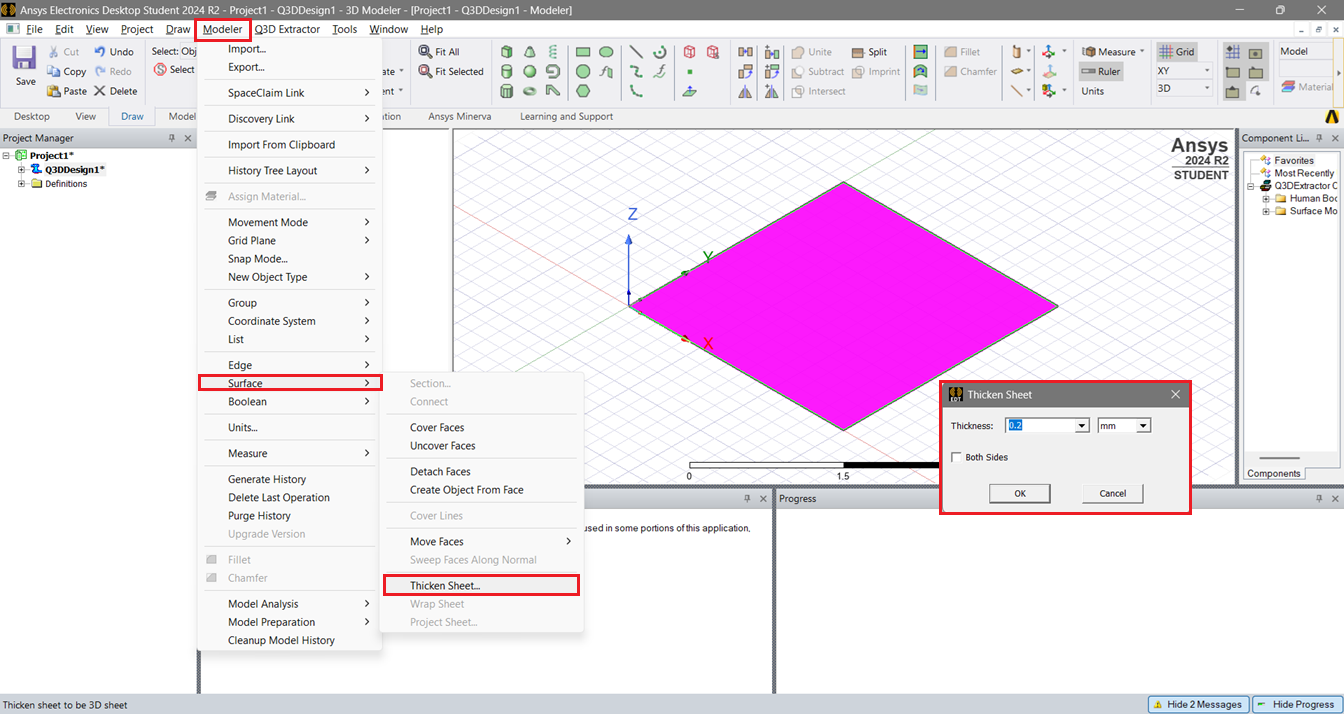 Ansys Electronics Desktop Student 2024 R2 - Project1 - Q3DDesign1 - 3D Modeler - [Project1 - Q3DDesign1 - Modeler]
File Edit View Project Draw Modeler Q3D Extractor Tools Window Help
Save
Cut
Copy
Paste
Undo
Redo
Delete
Select: Obj
Select
Fit All
Fit Selected
Unite
Subtract
Intersect
Split
Imprint
Fillet
Chamfer
Measure
Ruler
Units
Grid
XY
3D
Model
Material
Desktop View Draw Model Ansys Minerva Learning and Support
Project Manager
Project1*
Q3DDesign1*
Definitions
Import...
Export...
SpaceClaim Link
Discovery Link
Import From Clipboard
History Tree Layout
Assign Material...
Movement Mode
Grid Plane
Snap Mode...
New Object Type
Group
Coordinate System
List
Edge
Surface
Boolean
Units...
Measure
Generate History
Delete Last Operation
Purge History
Upgrade Version
Fillet
Chamfer
Model Analysis
Model Preparation
Cleanup Model History
Section...
Connect
Cover Faces
Uncover Faces
Detach Faces
Create Object From Face
Cover Lines
Move Faces
Sweep Faces Along Normal
Thicken Sheet...
Wrap Sheet
Project Sheet...
Ansys
2024 R2
STUDENT
Z
Y
X
0 1.5
Thicken Sheet
Thickness: 0.2 mm
Both Sides
OK Cancel
Component Li...
Favorites
Most Recently
Q3DExtractor C
Human Boc
Surface Mo
Components
Progress
used in some portions of this application,
Thicken sheet to be 3D sheet
Hide 2 Messages Hide Progress